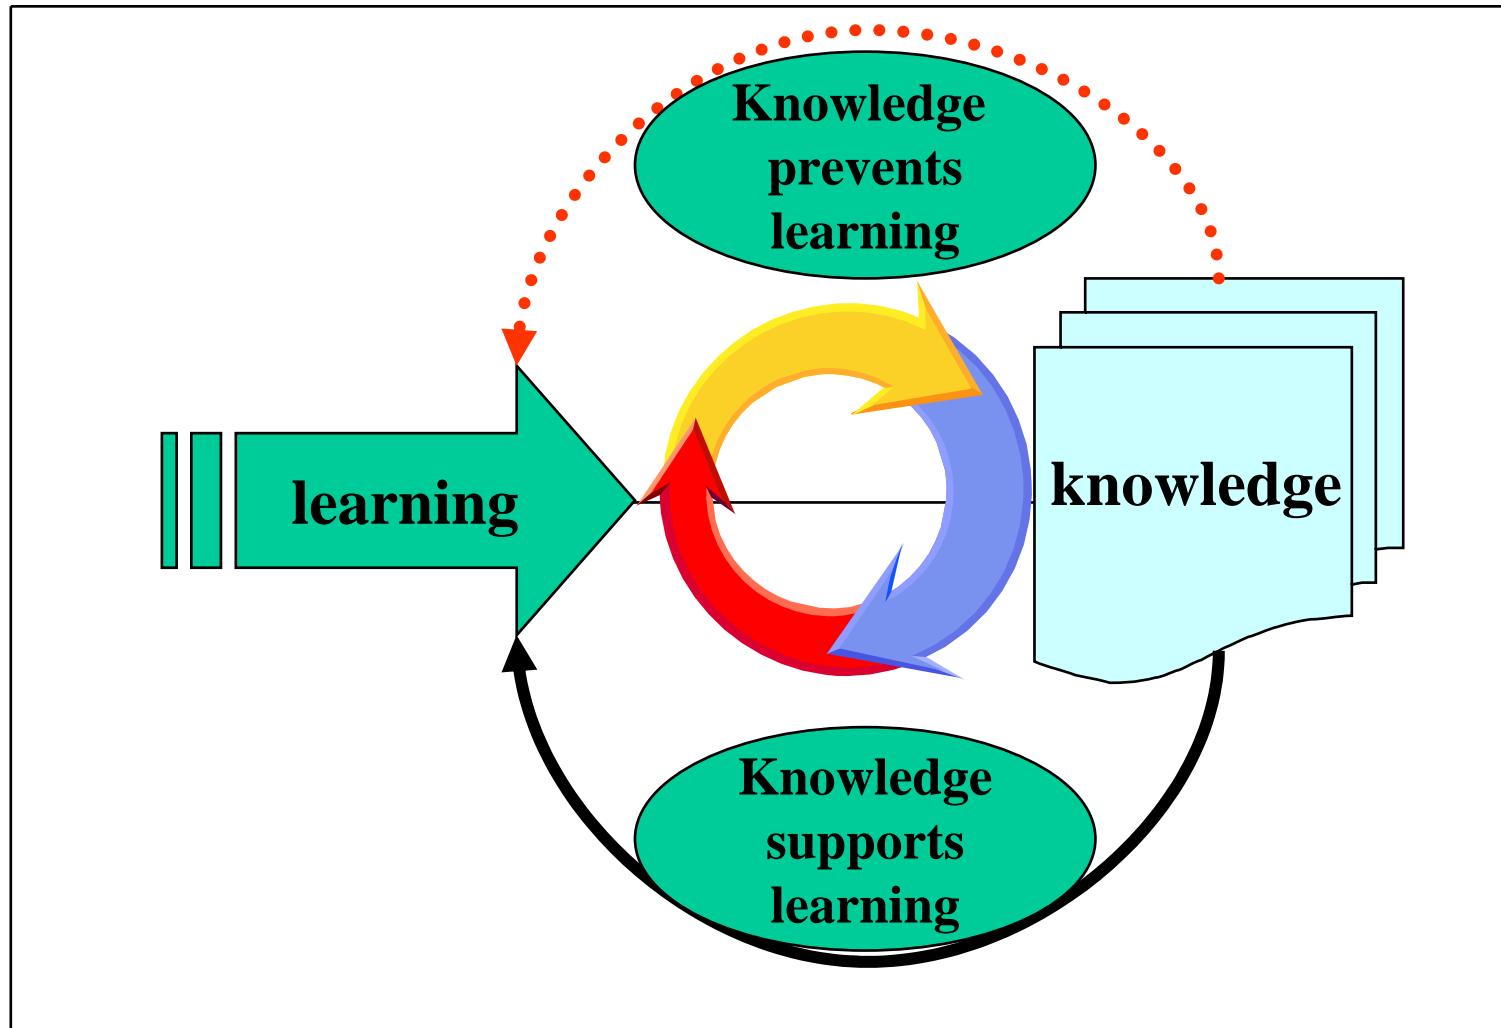 Knowledge
prevents
learning
learning
knowledge
Knowledge
supports
learning